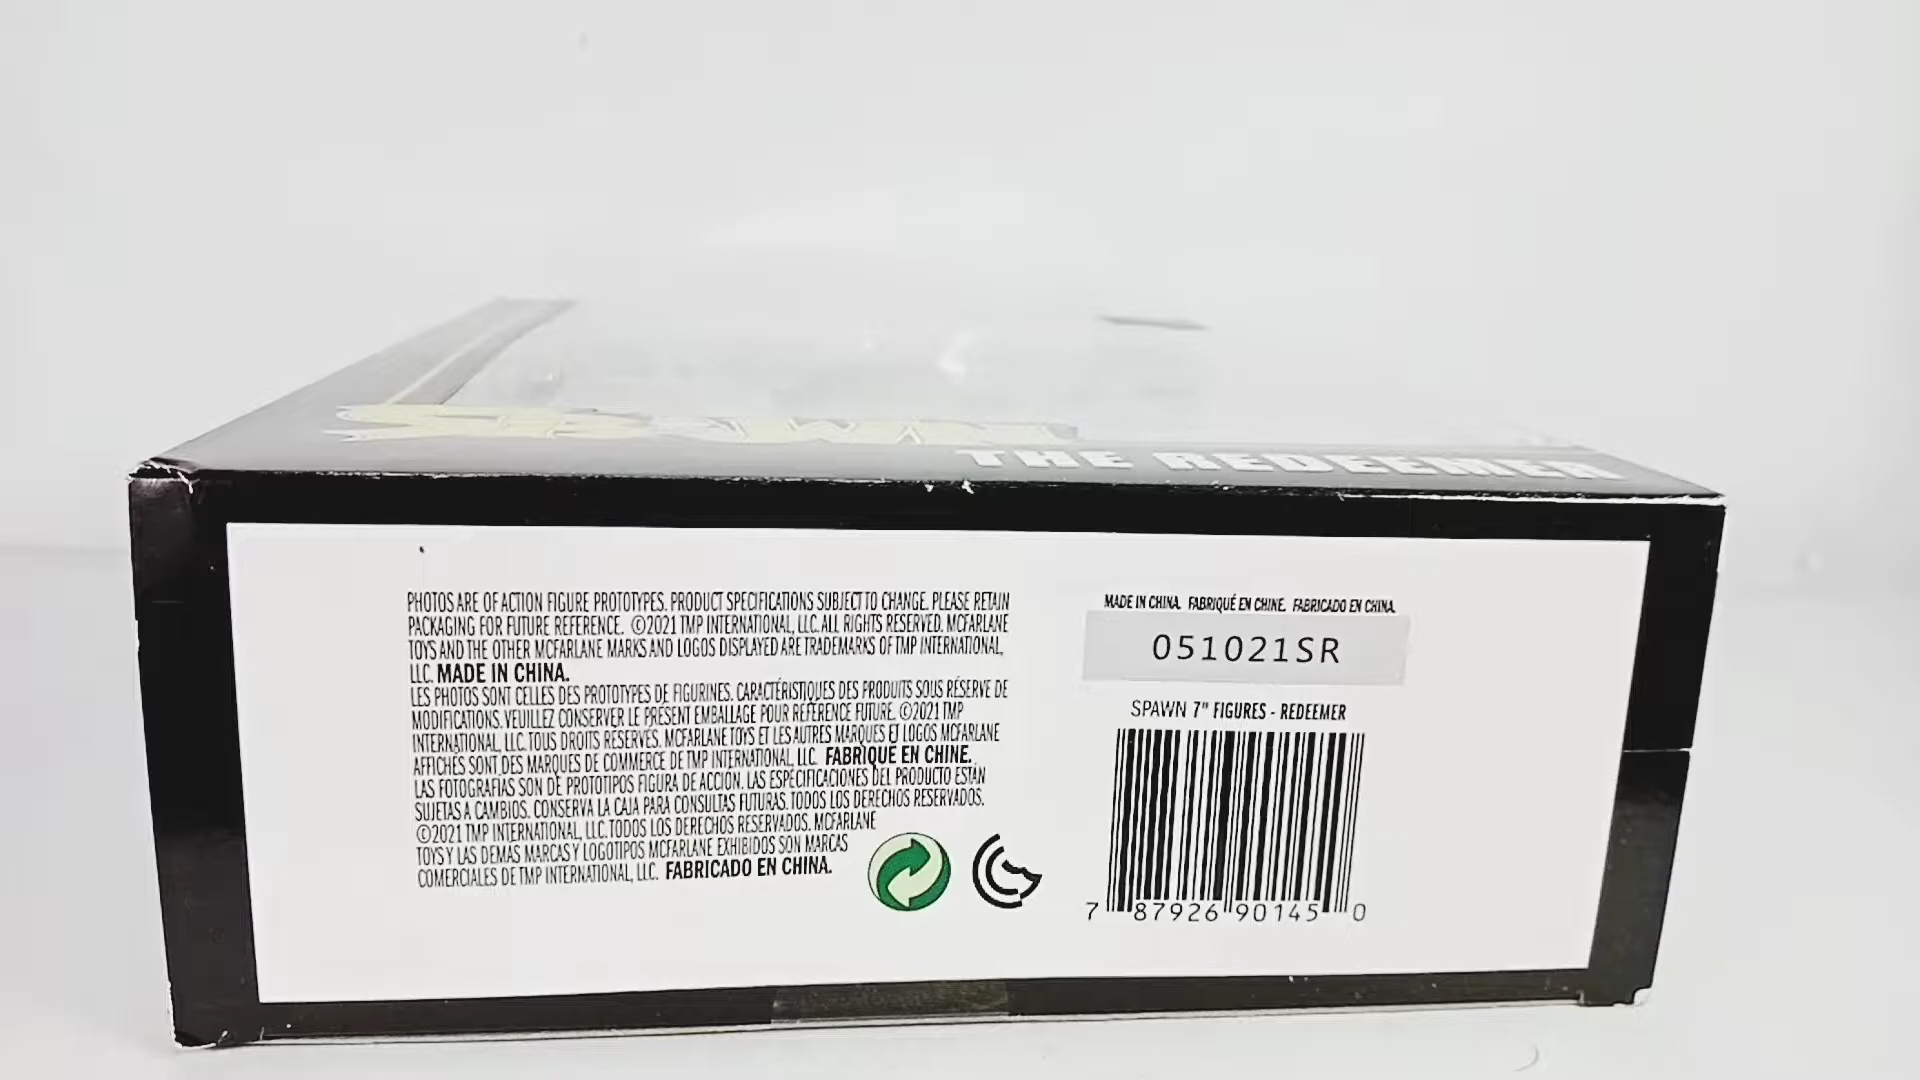 SPAWN
THE REDEEMER
PHOTOS ARE OF ACTION FIGURE PROTOTYPES. PRODUCT SPECIFICATIONS SUBJECT TO CHANGE. PLEASE RETAIN
PACKAGING FOR FUTURE REFERENCE. ©2021 TMP INTERNATIONAL, LLC. ALL RIGHTS RESERVED. MCFARLANE
TOYS AND THE OTHER MCFARLANE MARKS AND LOGOS DISPLAYED ARE TRADEMARKS OF TMP INTERNATIONAL,
LLC. MADE IN CHINA.
LES PHOTOS SONT CELLES DES PROTOTYPES DE FIGURINES. CARACTÉRISTIQUES DES PRODUITS SOUS RÉSERVE DE
MODIFICATIONS. VEUILLEZ CONSERVER LE PRÉSENT EMBALLAGE POUR RÉFÉRENCE FUTURE. ©2021 TMP
INTERNATIONAL, LLC. TOUS DROITS RÉSERVÉS. MCFARLANE TOYS ET LES AUTRES MARQUES ET LOGOS MCFARLANE
AFFICHÉS SONT DES MARQUES DE COMMERCE DE TMP INTERNATIONAL, LLC. FABRIQUÉ EN CHINE.
LAS FOTOGRAFÍAS SON DE PROTOTIPOS FIGURA DE ACCIÓN. LAS ESPECIFICACIONES DEL PRODUCTO ESTÁN
SUJETAS A CAMBIOS. CONSERVA LA CAJA PARA CONSULTAS FUTURAS. TODOS LOS DERECHOS RESERVADOS.
©2021 TMP INTERNATIONAL, LLC. TODOS LOS DERECHOS RESERVADOS. MCFARLANE
TOYS Y LAS DEMÁS MARCAS Y LOGOTIPOS MCFARLANE EXHIBIDOS SON MARCAS
COMERCIALES DE TMP INTERNATIONAL, LLC. FABRICADO EN CHINA.
MADE IN CHINA. FABRIQUÉ EN CHINE. FABRICADO EN CHINA.
051021SR
SPAWN 7" FIGURES - REDEEMER
7 87926 90145 0